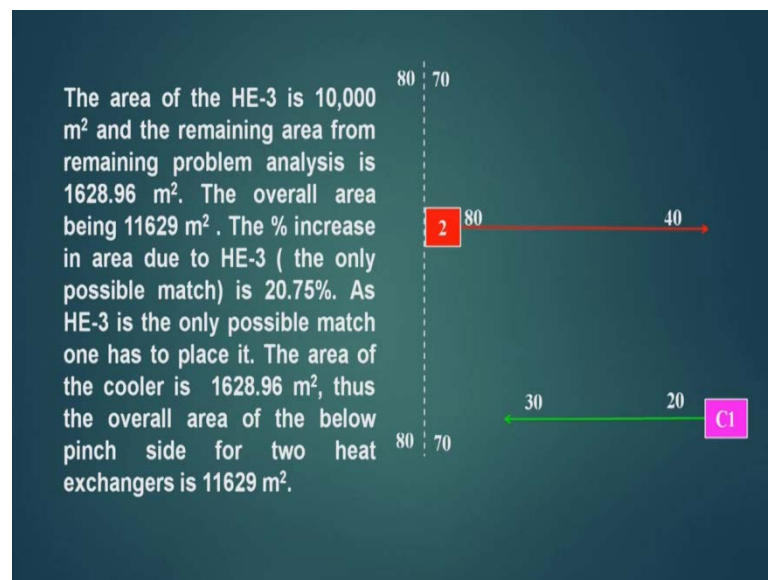 The area of the HE-3 is 10,000
m² and the remaining area from
remaining problem analysis is
1628.96 m². The overall area
being 11629 m² . The % increase
in area due to HE-3 ( the only
possible match) is 20.75%. As
HE-3 is the only possible match
one has to place it. The area of
the cooler is 1628.96 m², thus
the overall area of the below
pinch side for two heat
exchangers is 11629 m².
80 70
2 80 40
30 20
C1
80 70